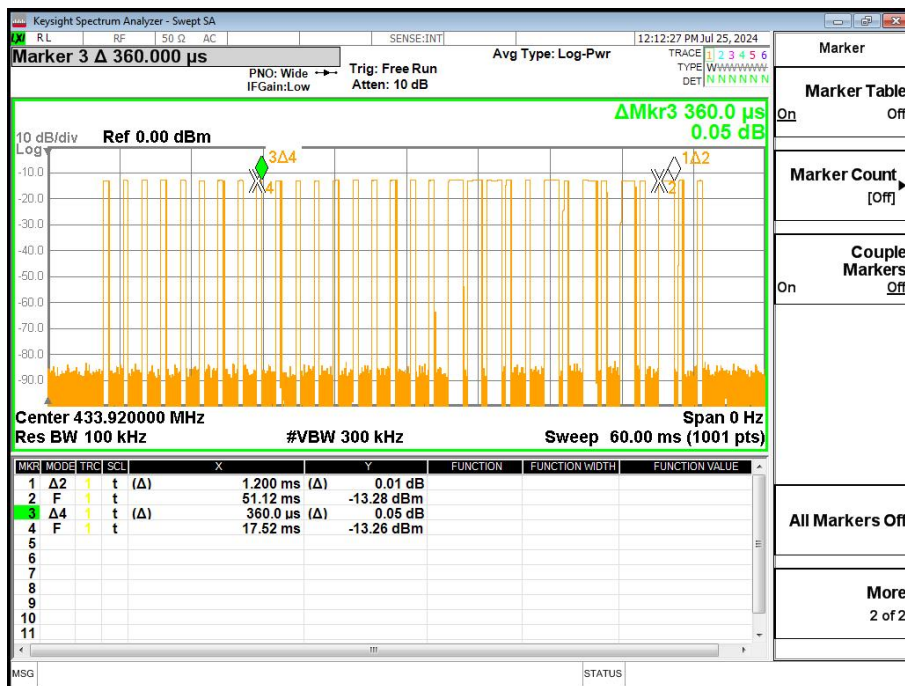 Keysight Spectrum Analyzer - Swept SA
LXI RL RF 50 Ω AC SENSE:INT 12:12:27 PM Jul 25, 2024
Marker 3 Δ 360.000 µs
PNO: Wide
IFGain:Low
Trig: Free Run
Atten: 10 dB
Avg Type: Log-Pwr
TRACE 1 2 3 4 5 6
TYPE WWWWWW
DET N N N N N N
ΔMkr3 360.0 µs
0.05 dB
10 dB/div Ref 0.00 dBm
Log
3Δ4 1Δ2
-10.0
4 2
-20.0
-30.0
-40.0
-50.0
-60.0
-70.0
-80.0
-90.0
Center 433.920000 MHz Span 0 Hz
Res BW 100 kHz #VBW 300 kHz Sweep 60.00 ms (1001 pts)
MKR MODE TRC SCL X Y FUNCTION FUNCTION WIDTH FUNCTION VALUE
1 Δ2 1 t (Δ) 1.200 ms (Δ) 0.01 dB
2 F 1 t 51.12 ms -13.28 dBm
3 Δ4 1 t (Δ) 360.0 µs (Δ) 0.05 dB
4 F 1 t 17.52 ms -13.26 dBm
5
6
7
8
9
10
11
MSG STATUS
Marker
Marker Table
On Off
Marker Count
[Off]
Couple
Markers
On Off
All Markers Off
More
2 of 2